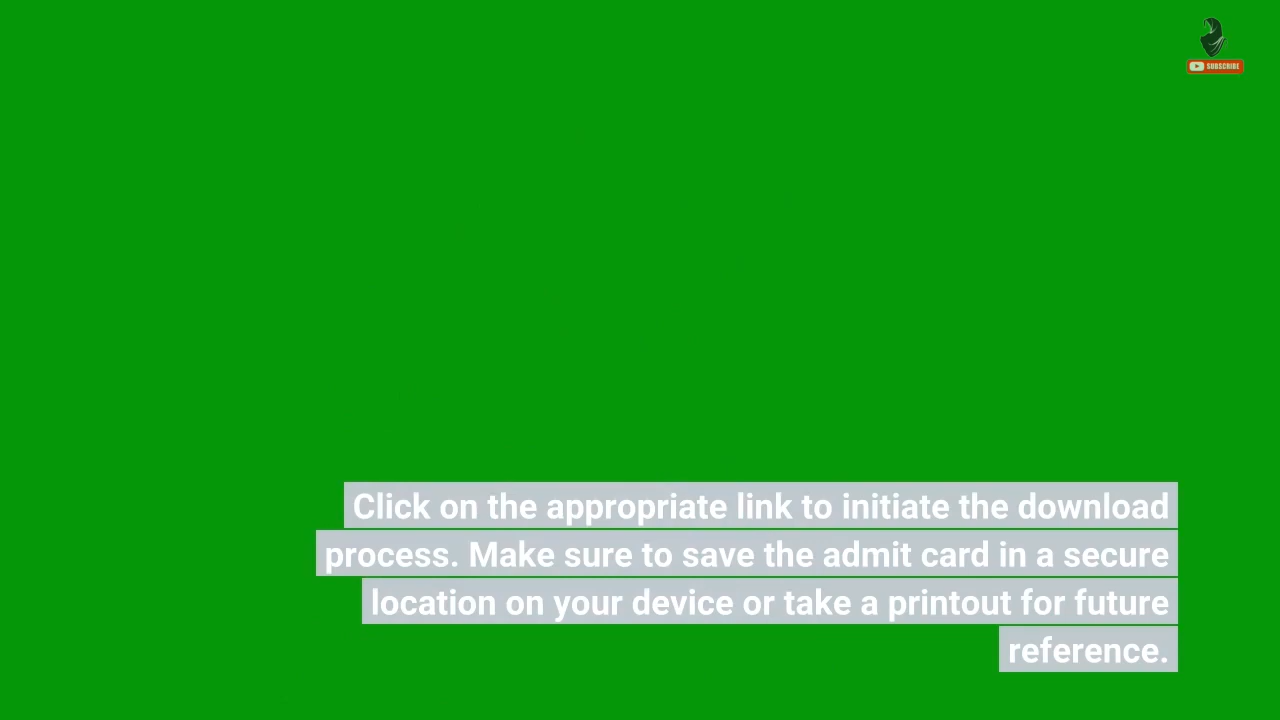 SUBSCRIBE
Click on the appropriate link to initiate the download
process. Make sure to save the admit card in a secure
location on your device or take a printout for future
reference.